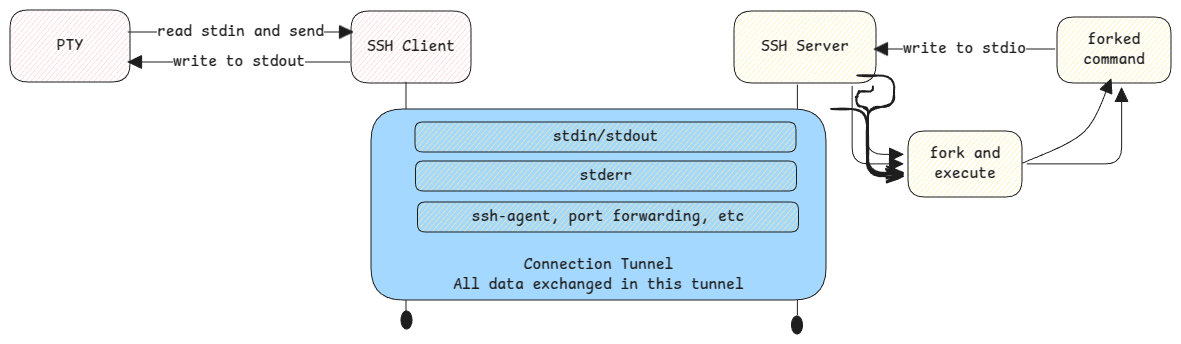 PTY
read stdin and send
write to stdout
SSH Client
SSH Server
write to stdio
forked
command
fork and
execute
stdin/stdout
stderr
ssh-agent, port forwarding, etc
Connection Tunnel
All data exchanged in this tunnel